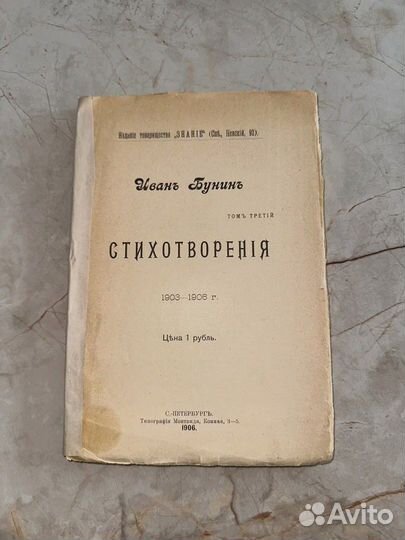 Изданіе товарищества „ЗНАНІЕ“ (Спб., Невскій, 92).
Иванъ Бунинъ
ТОМЪ ТРЕТІЙ
СТИХОТВОРЕНІЯ
1903—1906 г.
Цѣна 1 рубль.
С.-ПЕТЕРБУРГЪ.
Типографія Монтвида, Конная, 3—5.
1906.
Avito